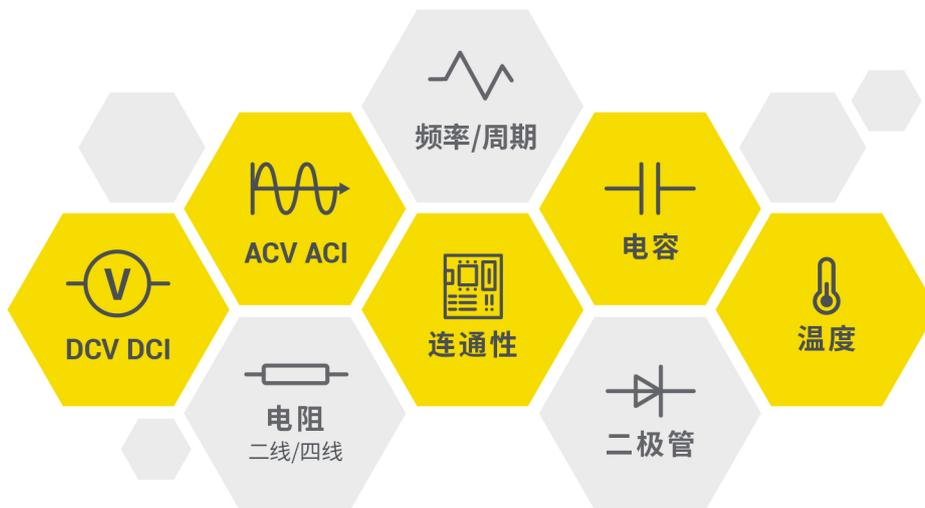 频率/周期
ACV ACI
电容
DCV DCI
连通性
温度
电阻
二线/四线
二极管
V